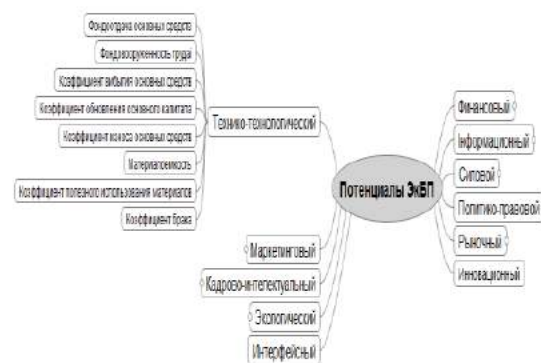 Фондоотдача основных средств
Фондовооруженность труда
Коэффициент выбытия основных средств
Коэффициент обновления основного капитала
Коэффициент износа основных средств
Материалоемкость
Коэффициент полезного использования материалов
Коэффициент брака
Технико-технологический
Маркетинговый
Кадрово-интелектуальный
Экологический
Интерфейсный
Потенциалы ЭкБП
Финансовый
Інформационный
Силовой
Политико-правовой
Рыночный
Инновационный